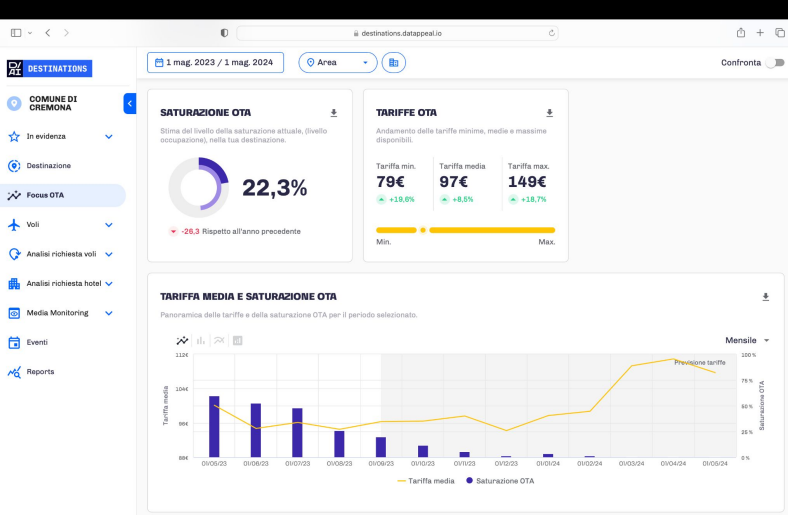 destinations.datappeal.io
D/AI DESTINATIONS
1 mag. 2023 / 1 mag. 2024
Area
Confronta
COMUNE DI
CREMONA
In evidenza
Destinazione
Focus OTA
Voli
Analisi richiesta voli
Analisi richiesta hotel
Media Monitoring
Eventi
Reports
SATURAZIONE OTA
Stima del livello della saturazione attuale, (livello
occupazione), nella tua destinazione.
22,3%
-26,3 Rispetto all'anno precedente
TARIFFE OTA
Andamento delle tariffe minime, medie e massime
disponibili.
Tariffa min.
79€
+19,6%
Tariffa media
97€
+8,5%
Tariffa max.
149€
+18,7%
Min.
Max.
TARIFFA MEDIA E SATURAZIONE OTA
Panoramica delle tariffe e della saturazione OTA per il periodo selezionato.
Mensile
Previsione tariffe
112€
104€
96€
88€
Tariffa media
100%
75%
50%
25%
0%
Saturazione OTA
01/05/23 01/06/23 01/07/23 01/08/23 01/09/23 01/10/23 01/11/23 01/12/23 01/01/24 01/02/24 01/03/24 01/04/24 01/05/24
Tariffa media Saturazione OTA